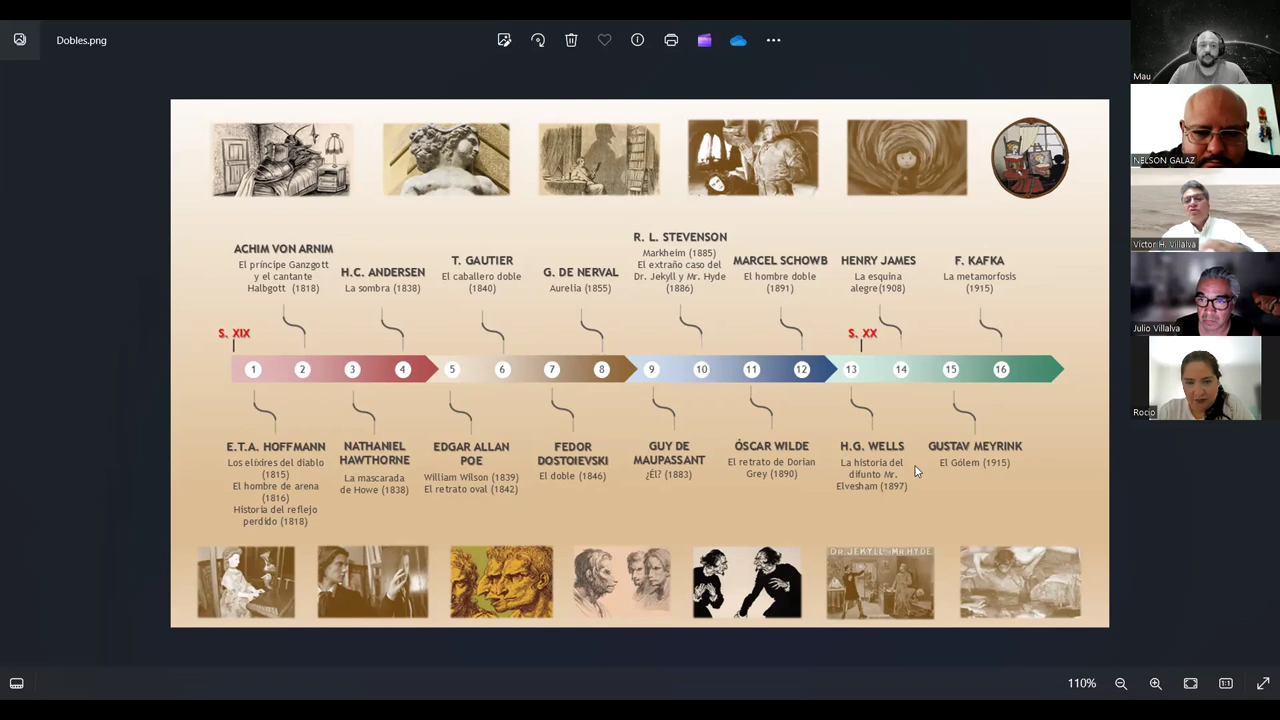 Dobles.png
Mau
NELSON GALAZ
Víctor H. Villalva
Julio Villalva
Rocio
ACHIM VON ARNIM
El príncipe Ganzgott
y el cantante
Halbgott (1818)
H.C. ANDERSEN
La sombra (1838)
T. GAUTIER
El caballero doble
(1840)
G. DE NERVAL
Aurelia (1855)
R. L. STEVENSON
Markheim (1885)
El extraño caso del
Dr. Jekyll y Mr. Hyde
(1886)
MARCEL SCHOWB
El hombre doble
(1891)
HENRY JAMES
La esquina
alegre(1908)
F. KAFKA
La metamorfosis
(1915)
S. XIX
S. XX
1 2 3 4 5 6 7 8 9 10 11 12 13 14 15 16
E.T.A. HOFFMANN
Los elíxires del diablo
(1815)
El hombre de arena
(1816)
Historia del reflejo
perdido (1818)
NATHANIEL
HAWTHORNE
La mascarada
de Howe (1838)
EDGAR ALLAN
POE
William Wilson (1839)
El retrato oval (1842)
FEDOR
DOSTOIEVSKI
El doble (1846)
GUY DE
MAUPASSANT
¿Él? (1883)
ÓSCAR WILDE
El retrato de Dorian
Grey (1890)
H.G. WELLS
La historia del
difunto Mr.
Elvesham (1897)
GUSTAV MEYRINK
El Gólem (1915)
DR. JEKYLL AND MR. HYDE
110%
1:1